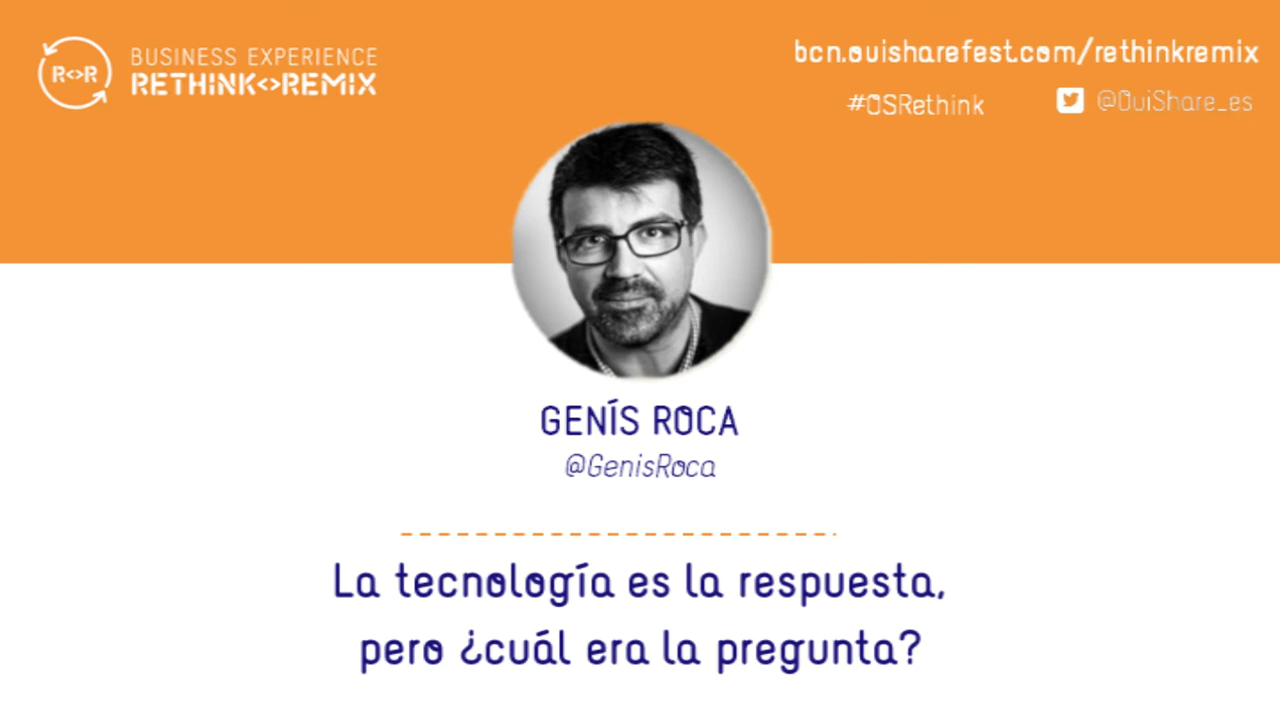 R<>R
BUSINESS EXPERIENCE
RETHINK<>REMIX
bcn.ouisharefest.com/rethinkremix
#OSRethink
@OuiShare_es
GENÍS ROCA
@GenisRoca
La tecnología es la respuesta,
pero ¿cuál era la pregunta?